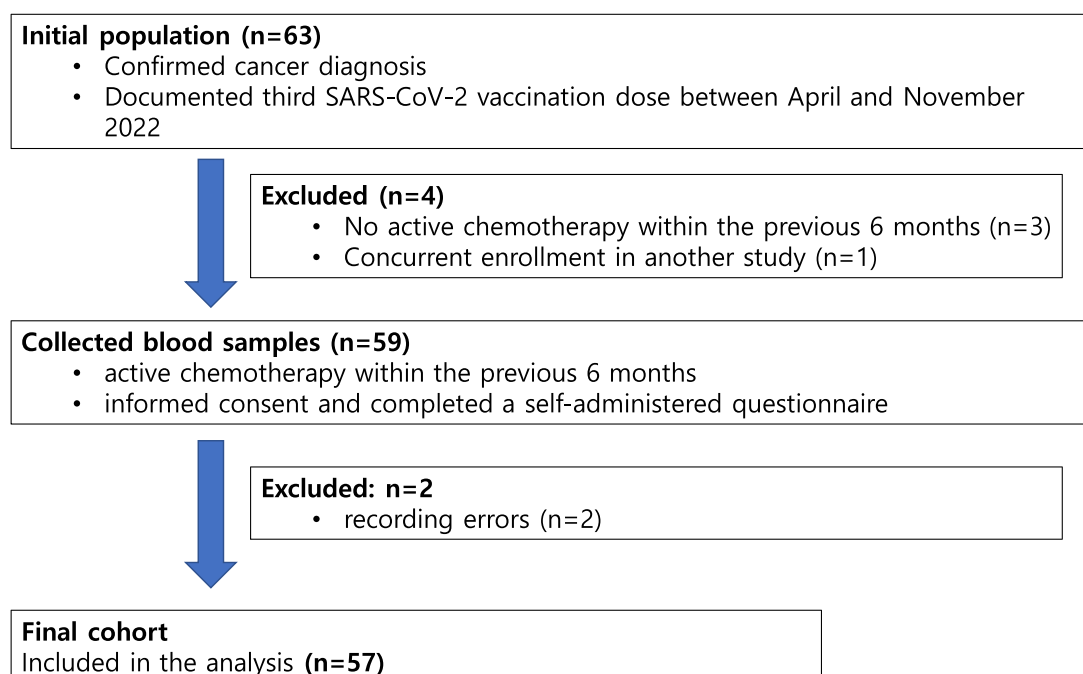 Initial population (n=63)
• Confirmed cancer diagnosis
• Documented third SARS-CoV-2 vaccination dose between April and November
2022
Excluded (n=4)
• No active chemotherapy within the previous 6 months (n=3)
• Concurrent enrollment in another study (n=1)
Collected blood samples (n=59)
• active chemotherapy within the previous 6 months
• informed consent and completed a self-administered questionnaire
Excluded: n=2
• recording errors (n=2)
Final cohort
Included in the analysis (n=57)